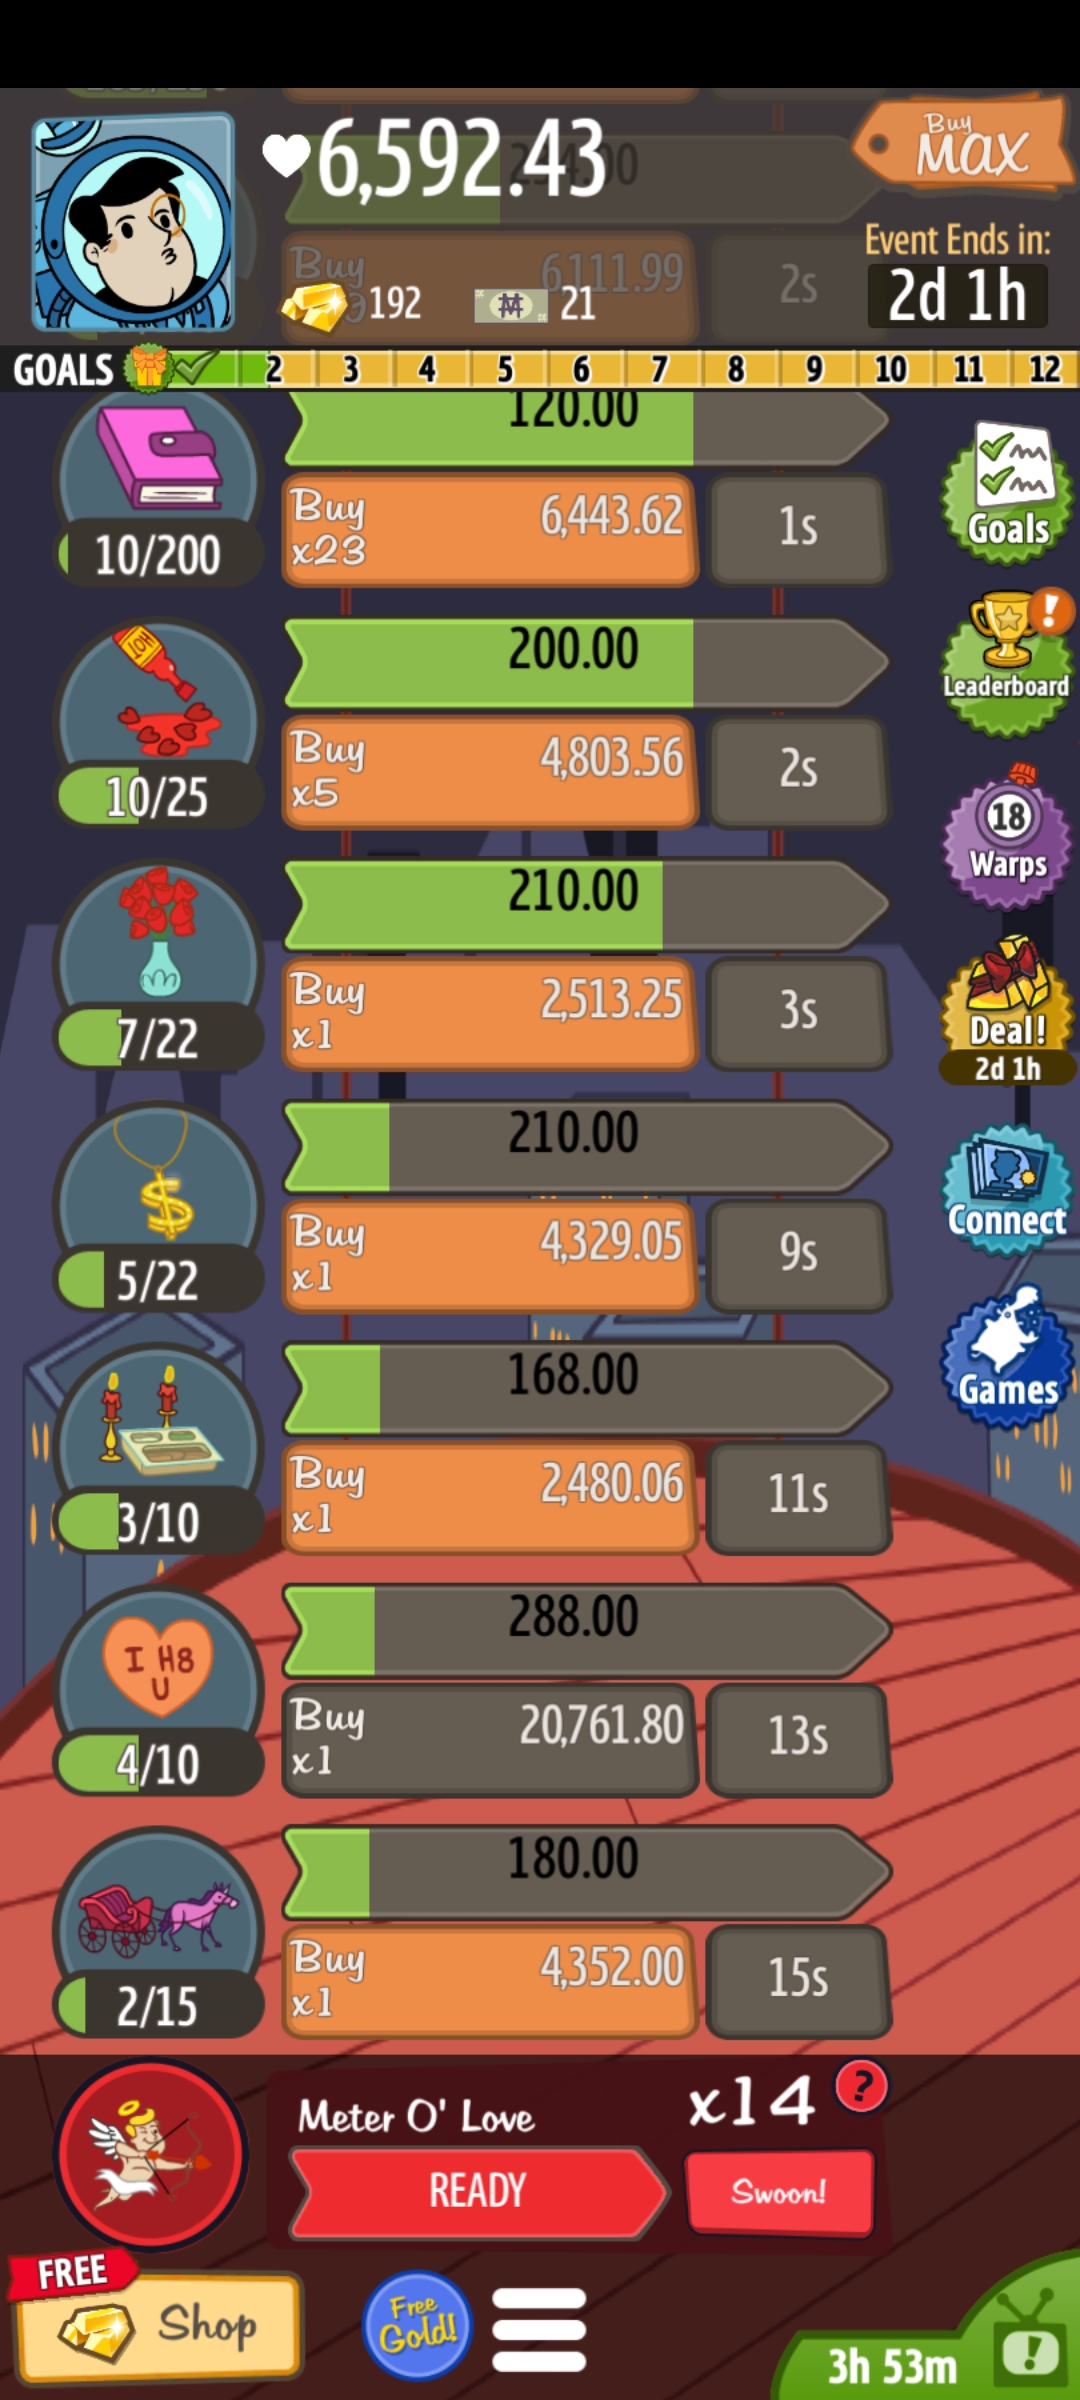 6,592.43
Buy
MAX
Event Ends in:
2d 1h
Buy
6111.99
2s
192
21
GOALS 2 3 4 5 6 7 8 9 10 11 12
120.00
Buy
x23
6,443.62
1s
10/200
Goals
HOT
200.00
Buy
x5
4,803.56
2s
10/25
Leaderboard
!
18
Warps
210.00
Buy
x1
2,513.25
3s
7/22
Deal!
2d 1h
$
210.00
Buy
x1
4,329.05
9s
5/22
Connect
168.00
Buy
x1
2,480.06
11s
3/10
Games
I H8
U
288.00
Buy
x1
20,761.80
13s
4/10
180.00
Buy
x1
4,352.00
15s
2/15
Meter O' Love
x14
?
READY
Swoon!
FREE
Shop
Free
Gold!
3h 53m
!